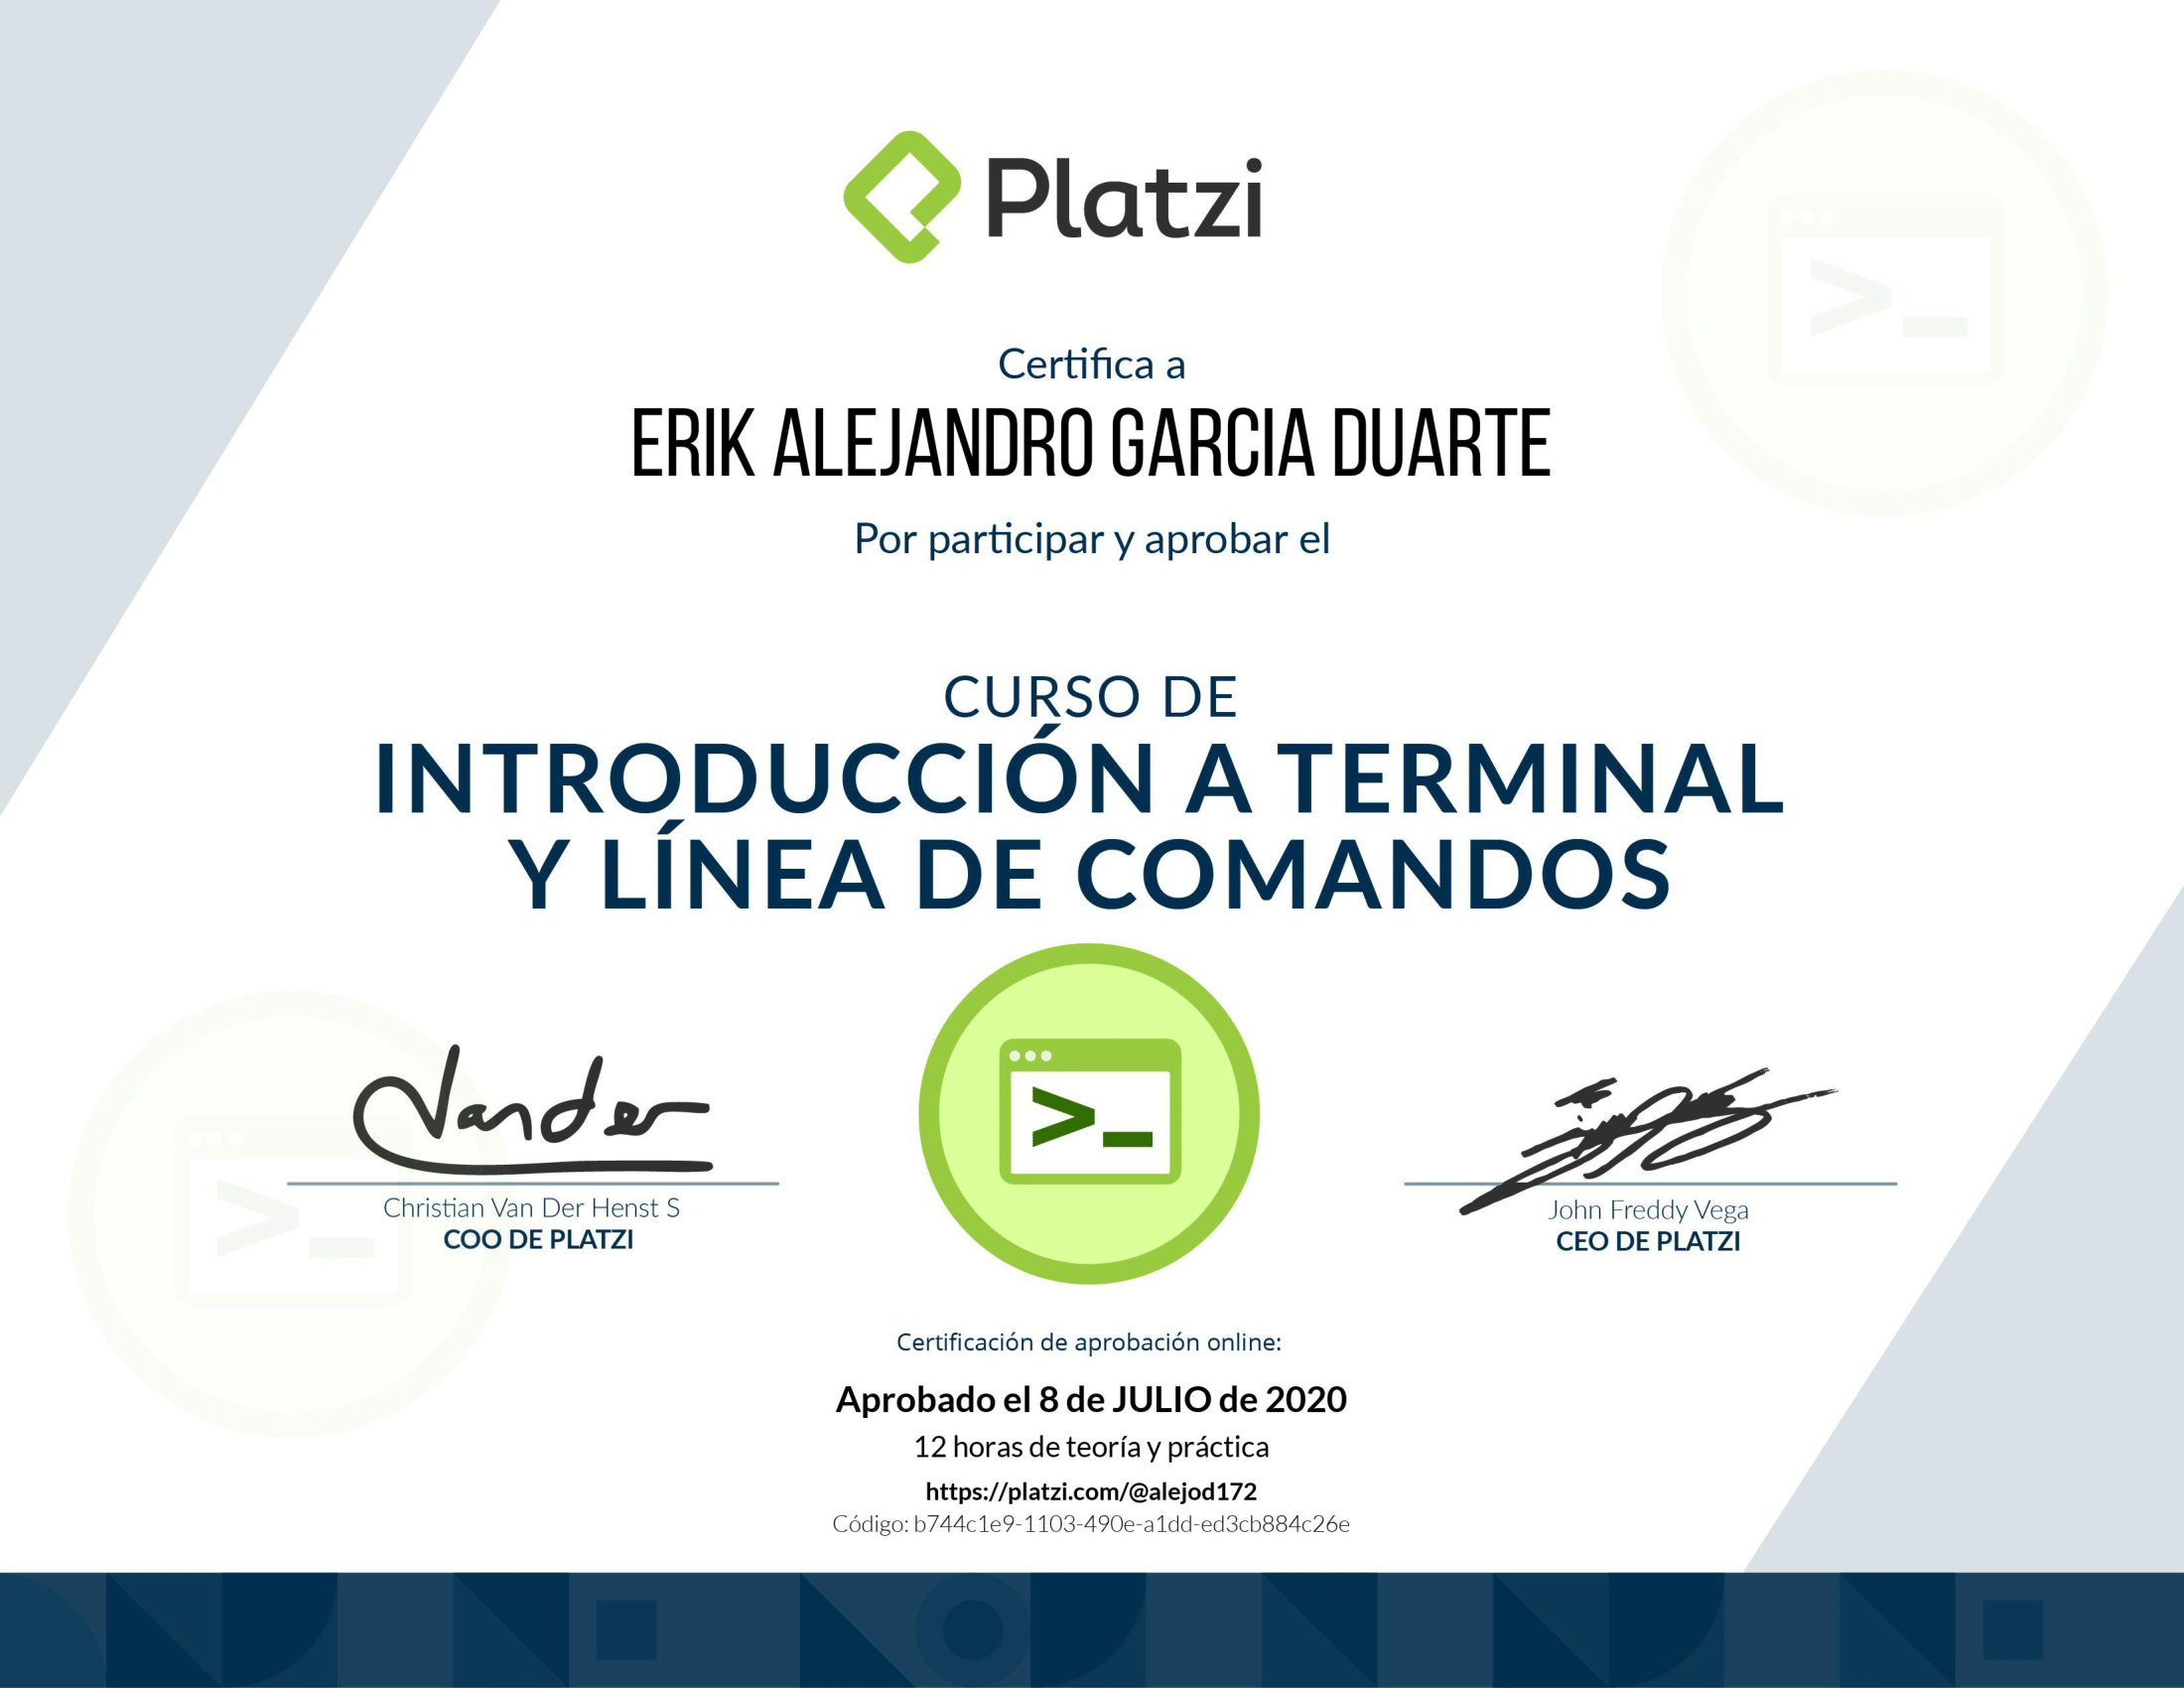 Platzi
Certifica a
ERIK ALEJANDRO GARCIA DUARTE
Por participar y aprobar el
CURSO DE
INTRODUCCIÓN A TERMINAL
Y LÍNEA DE COMANDOS
>_
Vander
Christian Van Der Henst S
COO DE PLATZI
John Freddy Vega
CEO DE PLATZI
Certificación de aprobación online:
Aprobado el 8 de JULIO de 2020
12 horas de teoría y práctica
https://platzi.com/@alejod172
Código: b744c1e9-1103-490e-a1dd-ed3cb884c26e